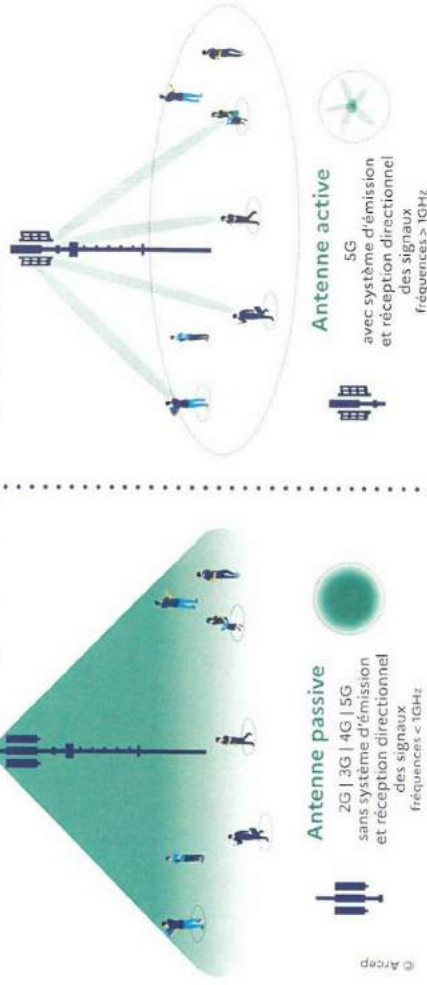 Antenne passive
2G | 3G | 4G | 5G
sans système d'émission
et réception directionnel
des signaux
fréquences < 1GHz
Antenne active
5G
avec système d'émission
et réception directionnel
des signaux
fréquences > 1GHz
© Arcep